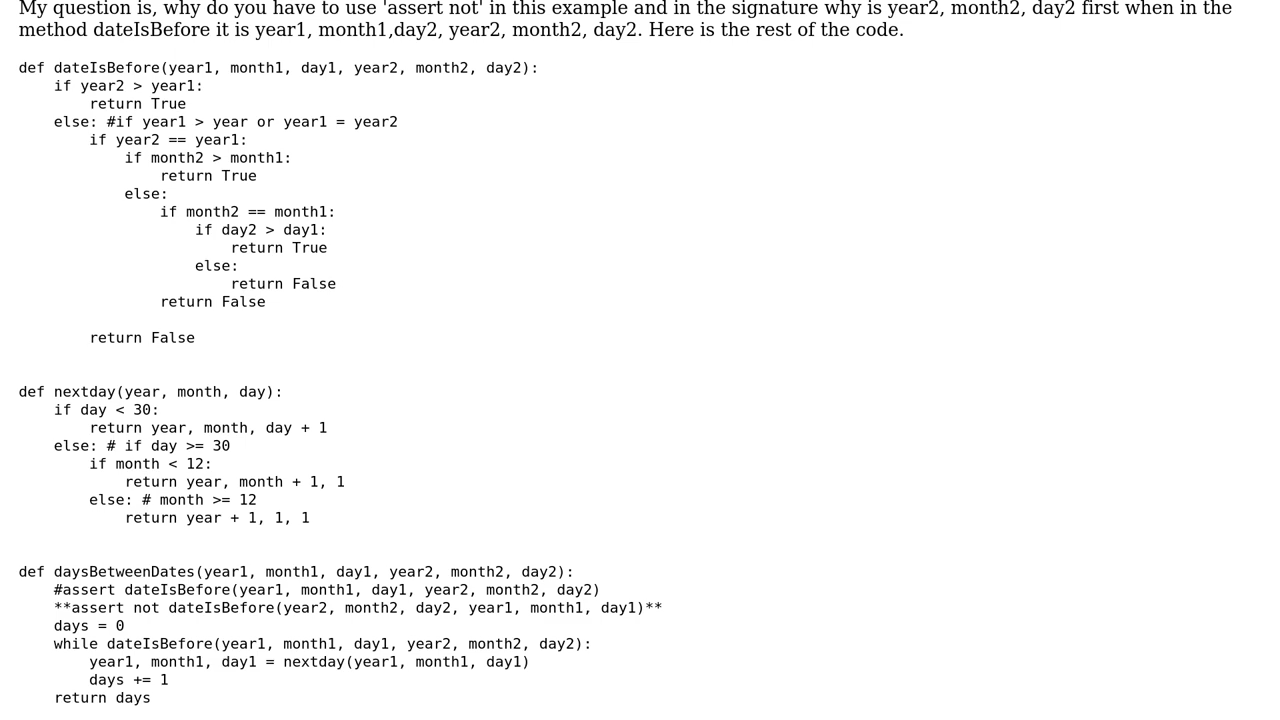 My question is, why do you have to use 'assert not' in this example and in the signature why is year2, month2, day2 first when in the
method dateIsBefore it is year1, month1,day2, year2, month2, day2. Here is the rest of the code.
def dateIsBefore(year1, month1, day1, year2, month2, day2):
    if year2 > year1:
        return True
    else: #if year1 > year or year1 = year2
        if year2 == year1:
            if month2 > month1:
                return True
            else:
                if month2 == month1:
                    if day2 > day1:
                        return True
                    else:
                        return False
                return False
        return False
def nextday(year, month, day):
    if day < 30:
        return year, month, day + 1
    else: # if day >= 30
        if month < 12:
            return year, month + 1, 1
        else: # month >= 12
            return year + 1, 1, 1
def daysBetweenDates(year1, month1, day1, year2, month2, day2):
    #assert dateIsBefore(year1, month1, day1, year2, month2, day2)
    **assert not dateIsBefore(year2, month2, day2, year1, month1, day1)**
    days = 0
    while dateIsBefore(year1, month1, day1, year2, month2, day2):
        year1, month1, day1 = nextday(year1, month1, day1)
        days += 1
    return days